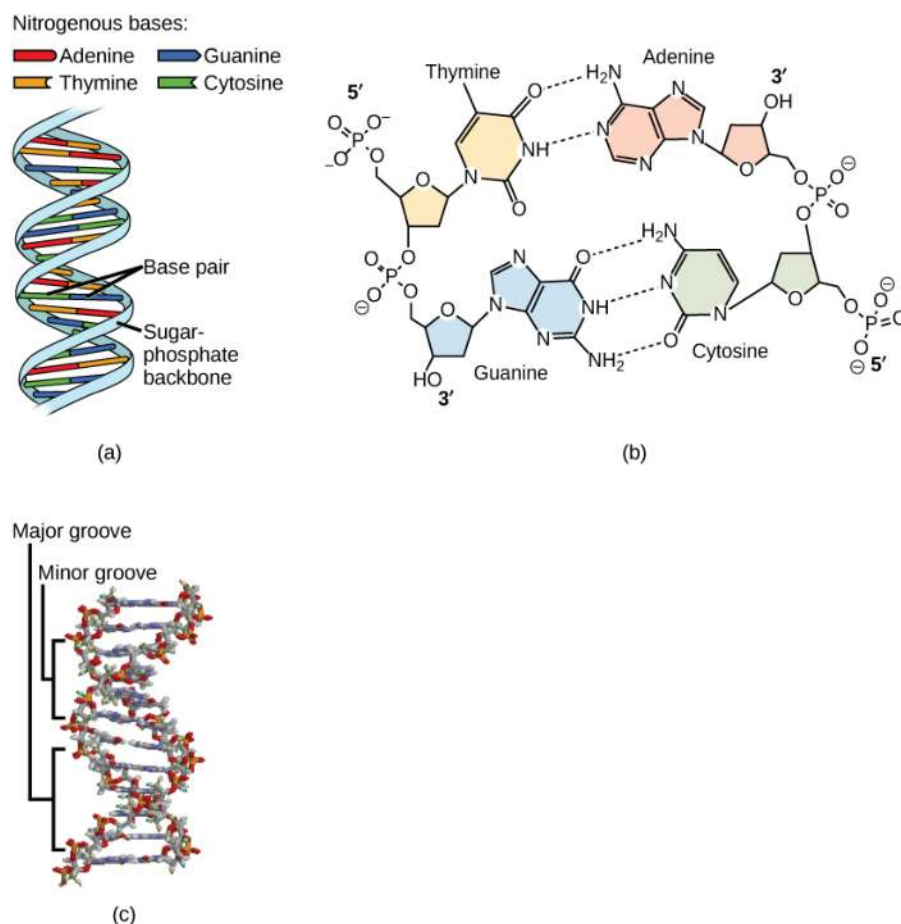 Nitrogenous bases:
Adenine Guanine
Thymine Cytosine
Base pair
Sugar-
phosphate
backbone
(a)
Thymine H₂N Adenine
5′ 3′
O OH
O⁻ N N
O=P–O⁻ N
O NH N N O
N O O
O O⊖
O P=O
O H₂N O
O O
⊖O–P=O N N
O N NH N O O
N O O⊖
O N NH₂ O Cytosine P=O
HO Guanine O⊖
3′ 5′
(b)
Major groove
Minor groove
(c)